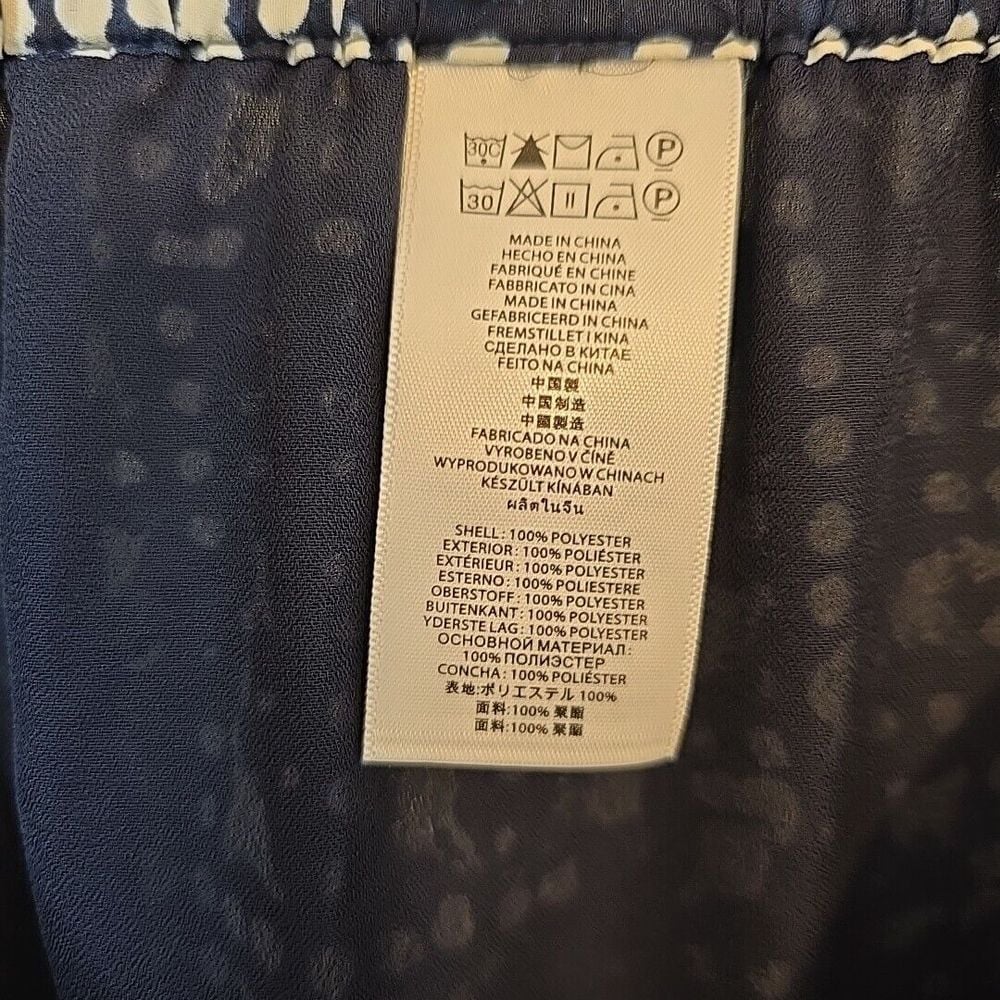 30C P
30 P
MADE IN CHINA
HECHO EN CHINA
FABRIQUÉ EN CHINE
FABBRICATO IN CINA
MADE IN CHINA
GEFABRICEERD IN CHINA
FREMSTILLET I KINA
СДЕЛАНО В КИТАЕ
FEITO NA CHINA
中国製
中国制造
中國製造
FABRICADO NA CHINA
VYROBENO V ČÍNĚ
WYPRODUKOWANO W CHINACH
KÉSZÜLT KÍNÁBAN
ผลิตในจีน
SHELL : 100% POLYESTER
EXTERIOR : 100% POLIÉSTER
EXTÉRIEUR : 100% POLYESTER
ESTERNO : 100% POLIESTERE
OBERSTOFF : 100% POLYESTER
BUITENKANT : 100% POLYESTER
YDERSTE LAG : 100% POLYESTER
ОСНОВНОЙ МАТЕРИАЛ :
100% ПОЛИЭСТЕР
CONCHA : 100% POLIÉSTER
表地:ポリエステル 100%
面料:100% 聚酯
面料:100% 聚酯